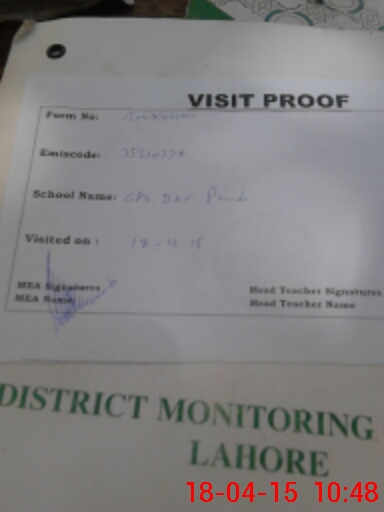 VISIT PROOF
Form No:
Emiscode: 35210378
School Name: GPS Dev Pind
Visited on : 18-4-15
MEA Signatures
MEA Name
Head Teacher Signatures
Head Teacher Name
DISTRICT MONITORING
LAHORE
18-04-15 10:48